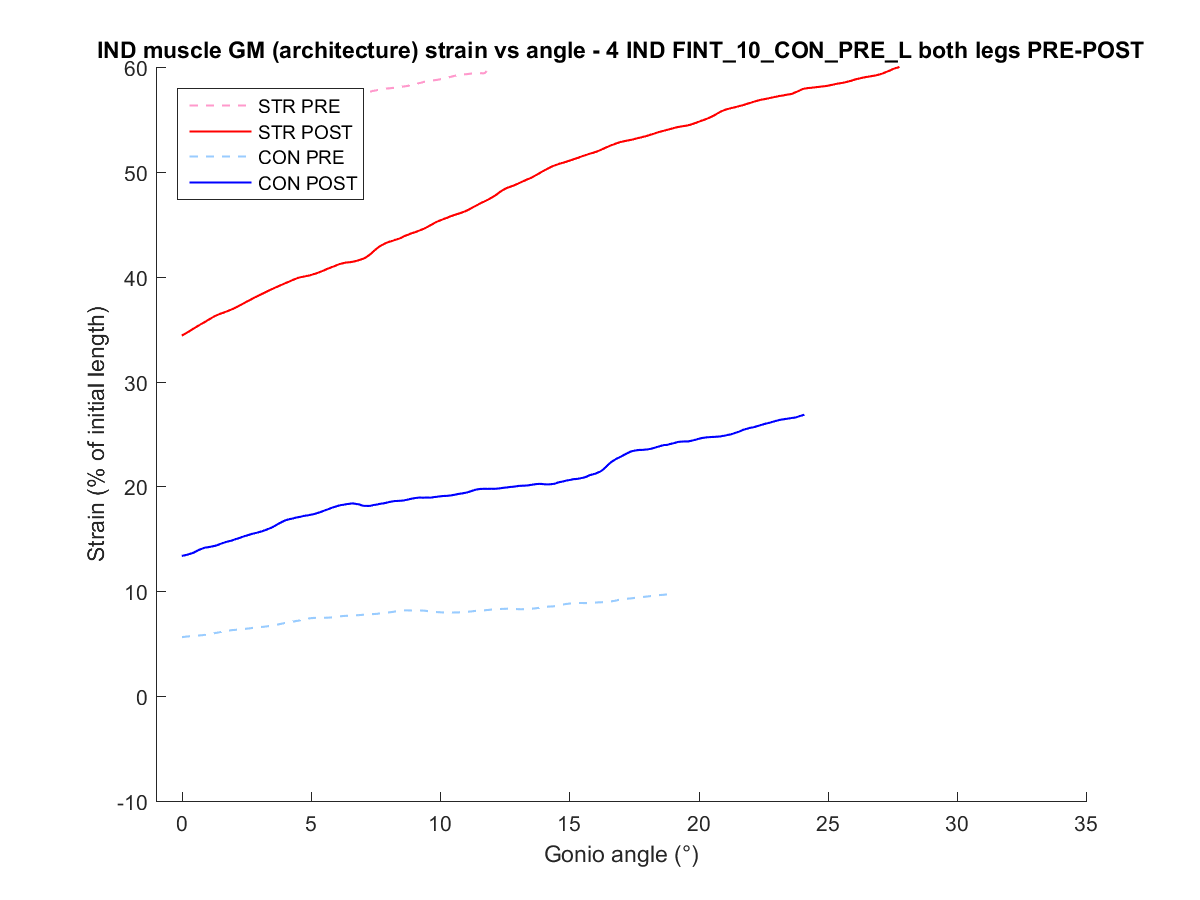 IND muscle GM (architecture) strain vs angle - 4 IND FINT_10_CON_PRE_L both legs PRE-POST
60
50
40
30
20
10
0
-10
Strain (% of initial length)
STR PRE
STR POST
CON PRE
CON POST
0 5 10 15 20 25 30 35
Gonio angle (°)